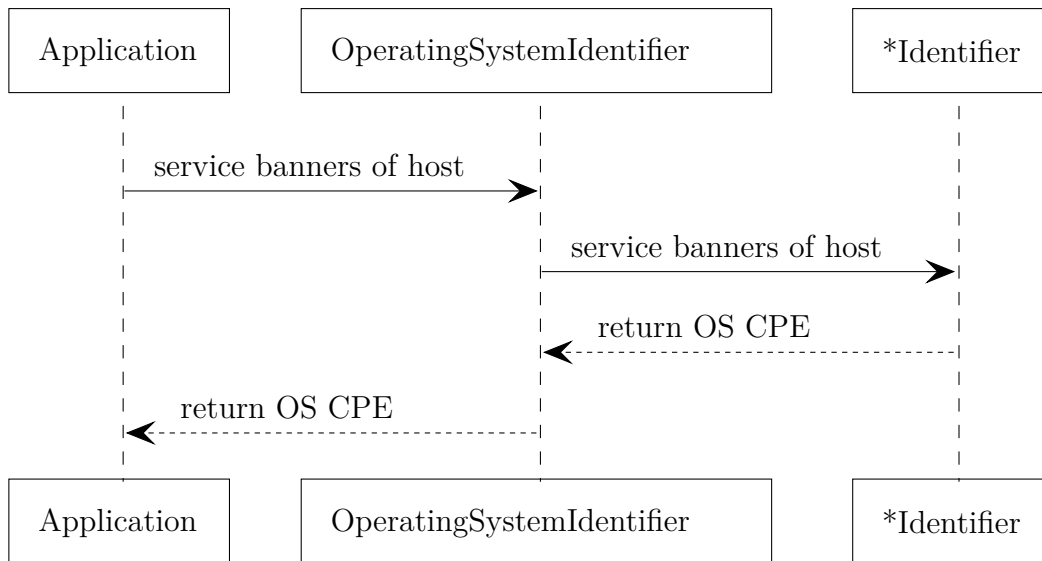 Application
OperatingSystemIdentifier
*Identifier
service banners of host
service banners of host
return OS CPE
return OS CPE
Application
OperatingSystemIdentifier
*Identifier